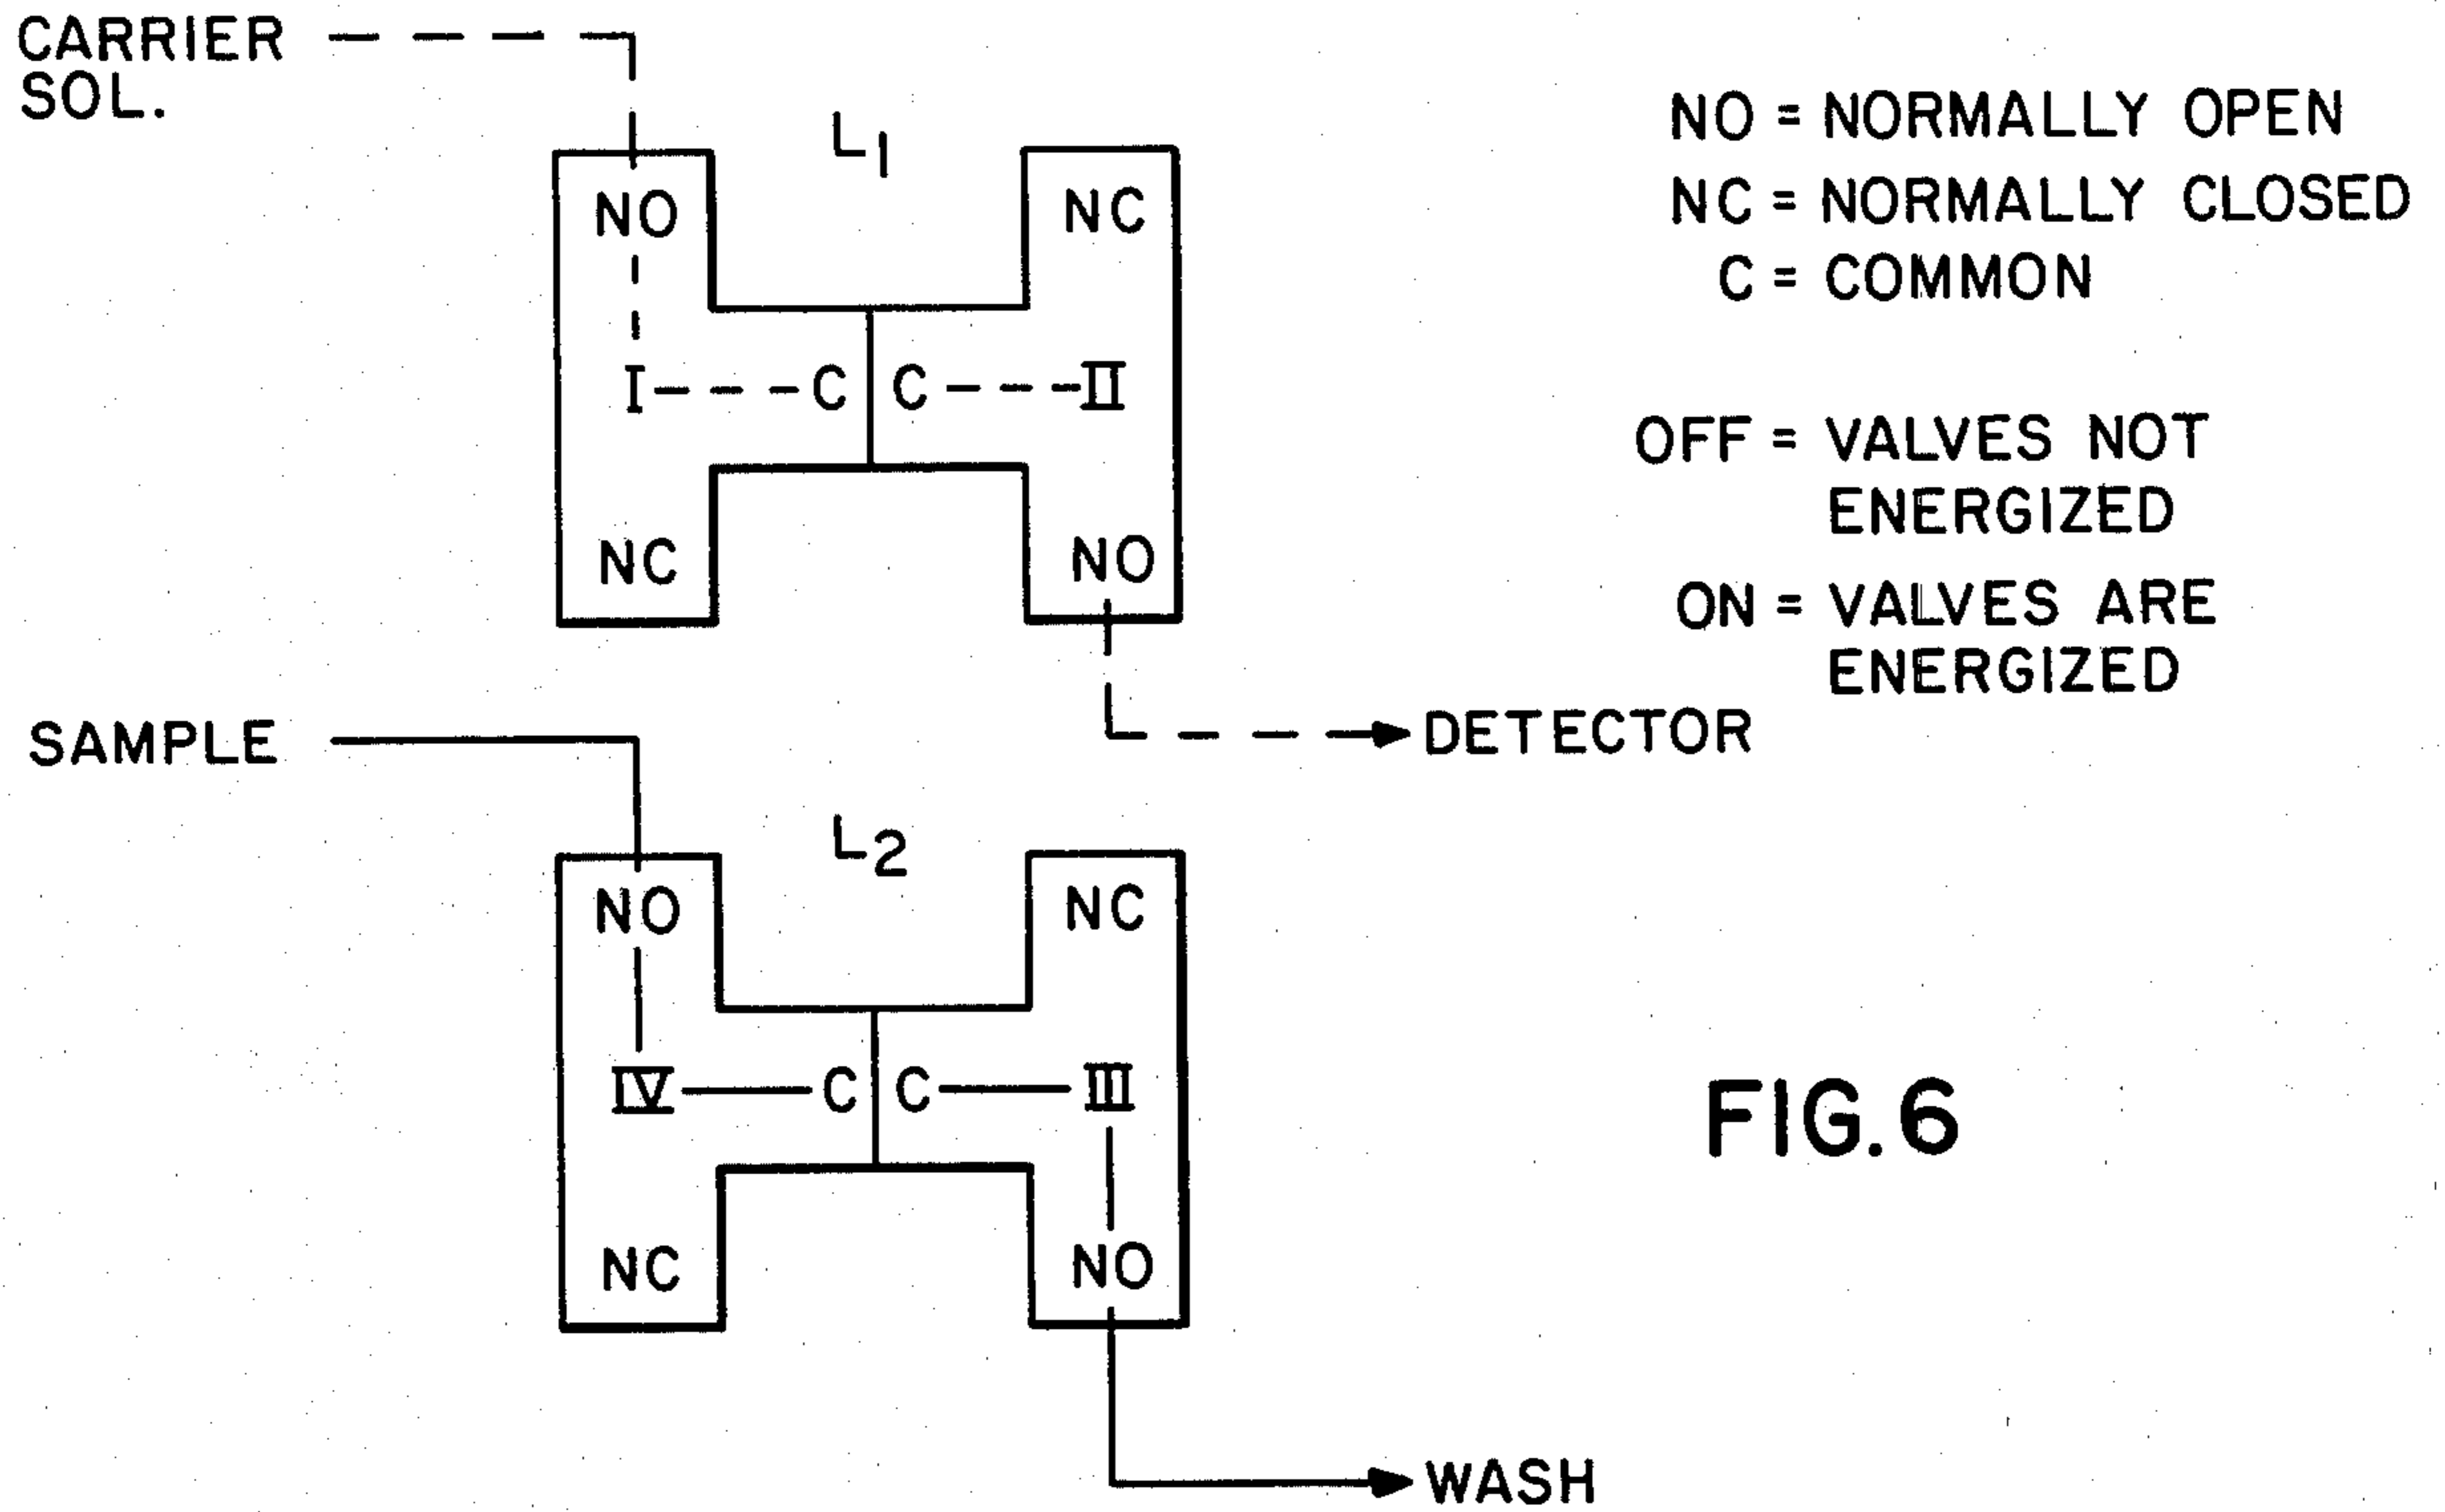 CARRIER
SOL.
L1
NO
NC
I C C II
NC
NO
NO = NORMALLY OPEN
NC = NORMALLY CLOSED
C = COMMON
OFF = VALVES NOT
ENERGIZED
ON = VALVES ARE
ENERGIZED
DETECTOR
SAMPLE
L2
NO
NC
IV C C III
NC
NO
WASH
FIG. 6